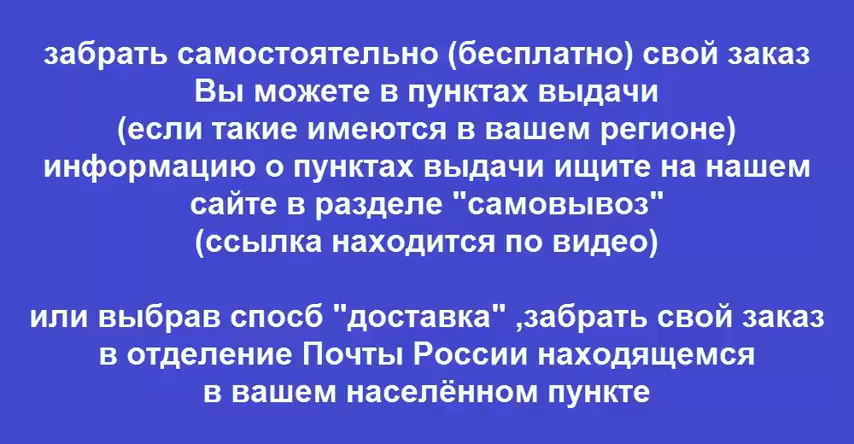 забрать самостоятельно (бесплатно) свой заказ
Вы можете в пунктах выдачи
(если такие имеются в вашем регионе)
информацию о пунктах выдачи ищите на нашем
сайте в разделе "самовывоз"
(ссылка находится по видео)
или выбрав спосб "доставка" ,забрать свой заказ
в отделение Почты России находящемся
в вашем населённом пункте